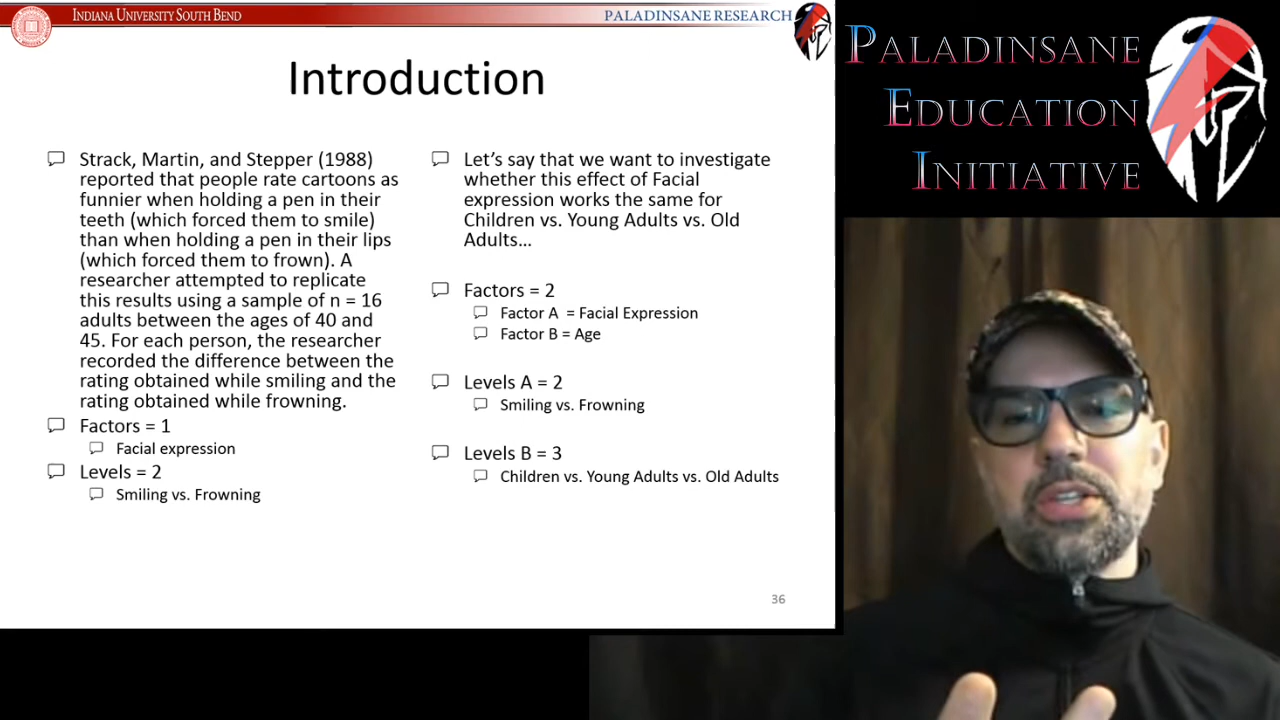 INDIANA UNIVERSITY SOUTH BEND
PALADINSANE RESEARCH
Introduction
Strack, Martin, and Stepper (1988)
reported that people rate cartoons as
funnier when holding a pen in their
teeth (which forced them to smile)
than when holding a pen in their lips
(which forced them to frown). A
researcher attempted to replicate
this results using a sample of n = 16
adults between the ages of 40 and
45. For each person, the researcher
recorded the difference between the
rating obtained while smiling and the
rating obtained while frowning.
Factors = 1
Facial expression
Levels = 2
Smiling vs. Frowning
Let’s say that we want to investigate
whether this effect of Facial
expression works the same for
Children vs. Young Adults vs. Old
Adults…
Factors = 2
Factor A  = Facial Expression
Factor B = Age
Levels A = 2
Smiling vs. Frowning
Levels B = 3
Children vs. Young Adults vs. Old Adults
36
PALADINSANE
EDUCATION
INITIATIVE